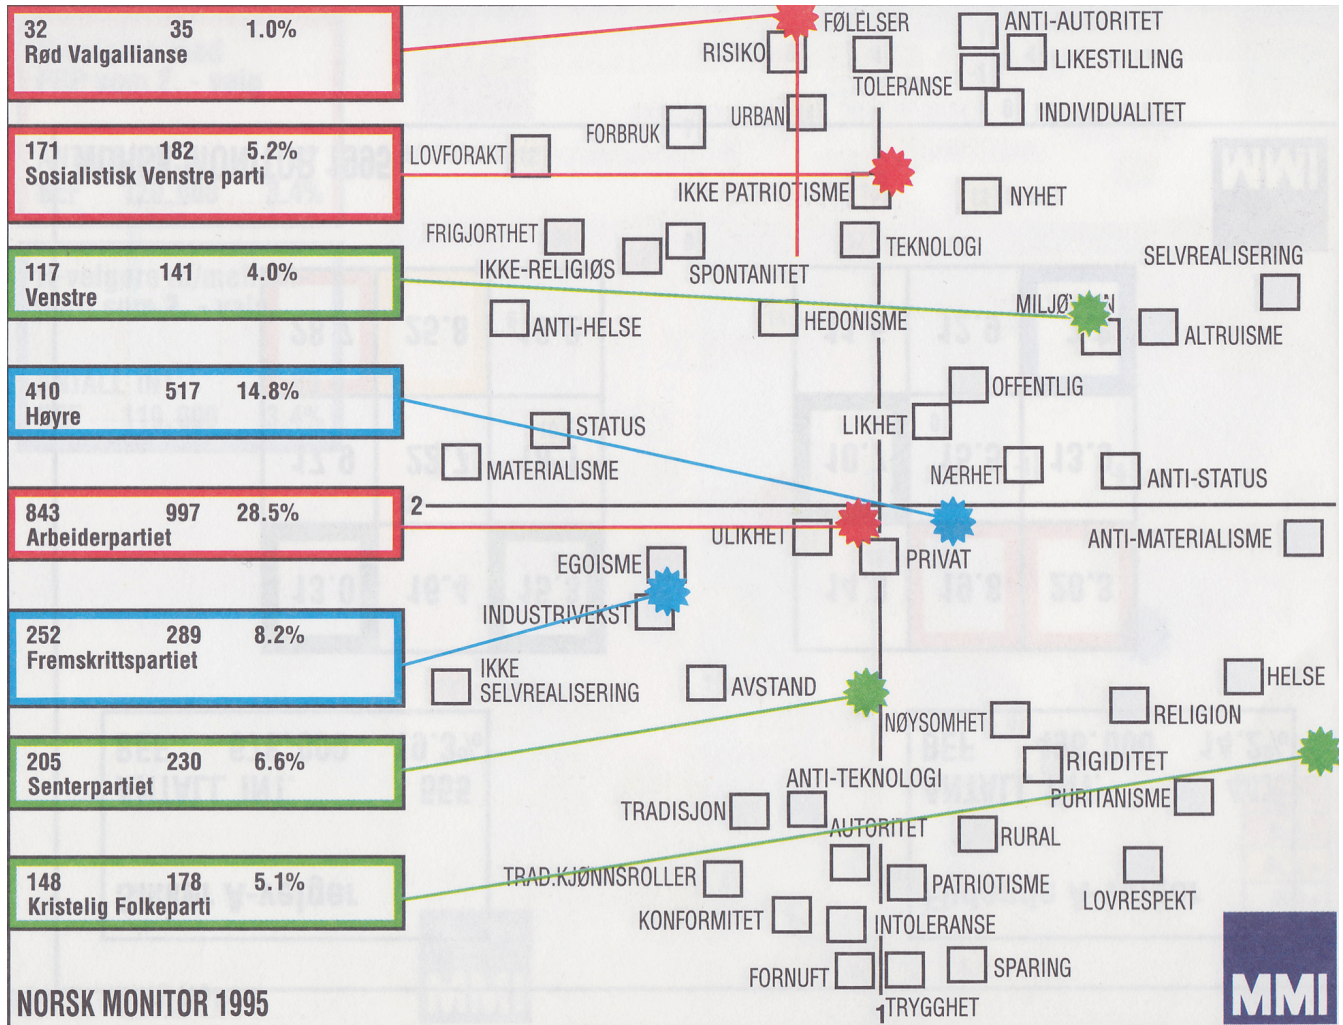 32 35 1.0%
Rød Valgallianse
171 182 5.2%
Sosialistisk Venstre parti
117 141 4.0%
Venstre
410 517 14.8%
Høyre
843 997 28.5%
Arbeiderpartiet
252 289 8.2%
Fremskrittspartiet
205 230 6.6%
Senterpartiet
148 178 5.1%
Kristelig Folkeparti
NORSK MONITOR 1995
FØLELSER
ANTI-AUTORITET
RISIKO
LIKESTILLING
TOLERANSE
INDIVIDUALITET
URBAN
FORBRUK
LOVFORAKT
IKKE PATRIOTISME
NYHET
FRIGJORTHET
TEKNOLOGI
SELVREALISERING
IKKE-RELIGIØS
SPONTANITET
ANTI-HELSE
HEDONISME
ALTRUISME
OFFENTLIG
STATUS
LIKHET
MATERIALISME
NÆRHET
ANTI-STATUS
2
ULIKHET
ANTI-MATERIALISME
EGOISME
PRIVAT
INDUSTRIVEKST
IKKE
SELVREALISERING
AVSTAND
HELSE
NØYSOMHET
RELIGION
RIGIDITET
ANTI-TEKNOLOGI
PURITANISME
TRADISJON
AUTORITET
RURAL
TRAD.KJØNNSROLLER
PATRIOTISME
LOVRESPEKT
KONFORMITET
INTOLERANSE
FORNUFT
SPARING
1
TRYGGHET
MMI